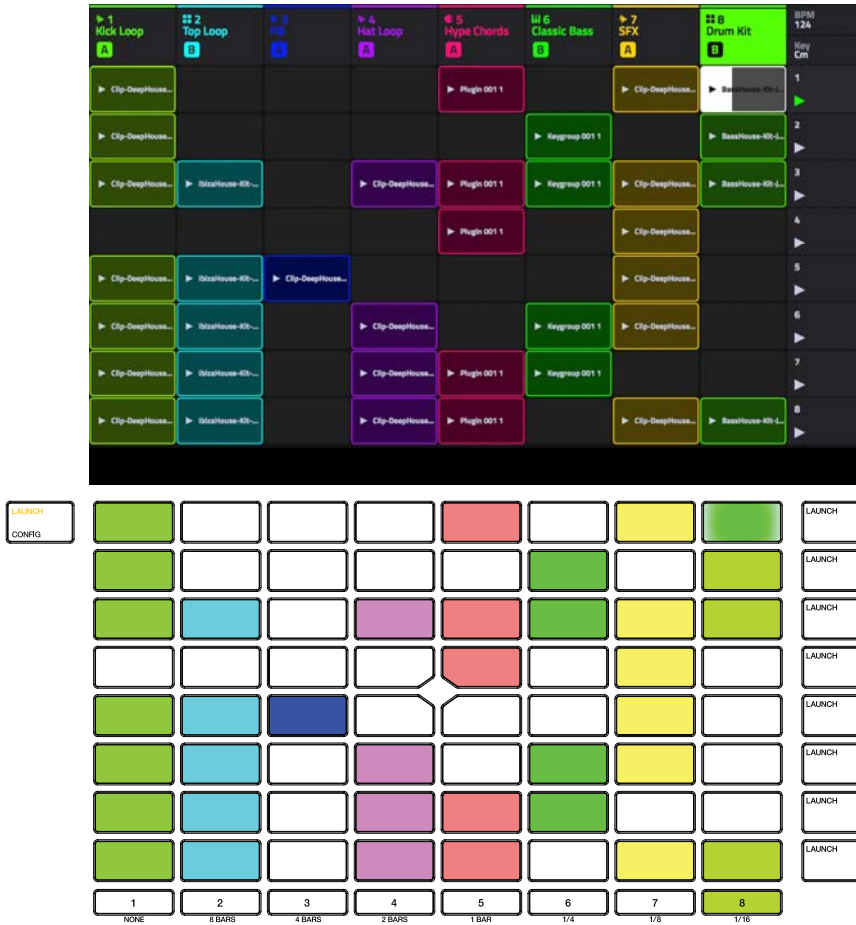 1 2 3 4 5 6 7 8 BPM
Kick Loop Top Loop Fill Hat Loop Hype Chords Classic Bass SFX Drum Kit 124
A B A A A B A B Key
Cm
Clip-DeepHouse... Plugin 001 1 Clip-DeepHouse... BassHouse-Kit-J... 1
Clip-DeepHouse... Keygroup 001 1 BassHouse-Kit-J... 2
Clip-DeepHouse... IbizaHouse-Kit-... Clip-DeepHouse... Plugin 001 1 Keygroup 001 1 Clip-DeepHouse... BassHouse-Kit-J... 3
Plugin 001 1 Clip-DeepHouse... 4
Clip-DeepHouse... IbizaHouse-Kit-... Clip-DeepHouse... Clip-DeepHouse... 5
Clip-DeepHouse... IbizaHouse-Kit-... Clip-DeepHouse... Keygroup 001 1 Clip-DeepHouse... 6
Clip-DeepHouse... IbizaHouse-Kit-... Clip-DeepHouse... Plugin 001 1 Keygroup 001 1 7
Clip-DeepHouse... IbizaHouse-Kit-... Clip-DeepHouse... Plugin 001 1 Clip-DeepHouse... BassHouse-Kit-J... 8
LAUNCH LAUNCH
CONFIG
LAUNCH
LAUNCH
LAUNCH
LAUNCH
LAUNCH
LAUNCH
LAUNCH
1 2 3 4 5 6 7 8
NONE 8 BARS 4 BARS 2 BARS 1 BAR 1/4 1/8 1/16